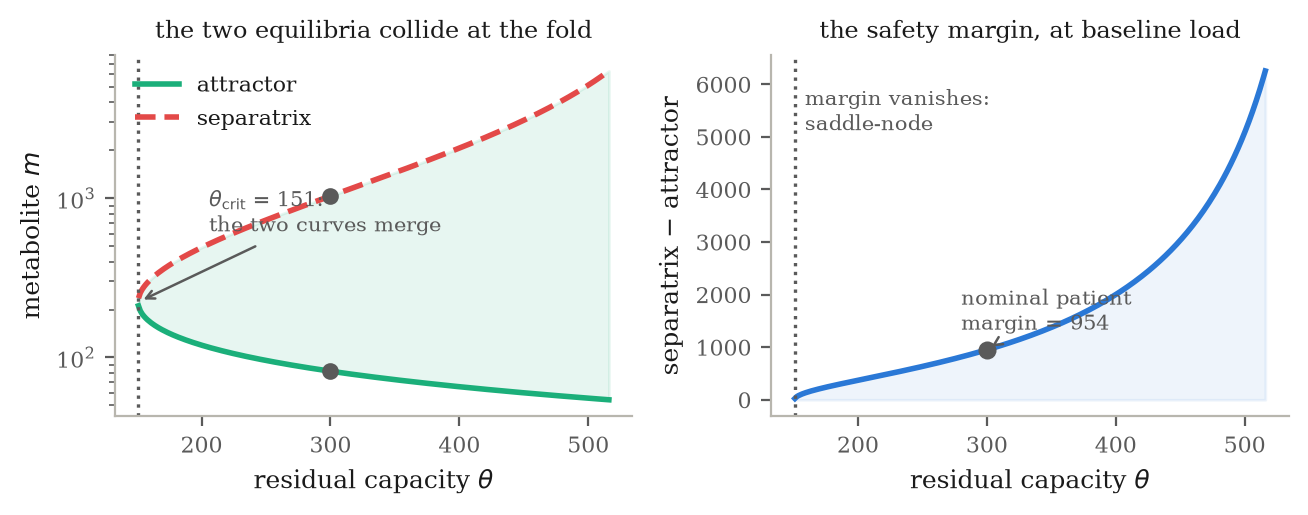 the two equilibria collide at the fold
attractor
separatrix
θcrit = 151:
the two curves merge
10³
10²
metabolite m
200
300
400
500
residual capacity θ
the safety margin, at baseline load
margin vanishes:
saddle-node
nominal patient
margin = 954
6000
5000
4000
3000
2000
1000
0
separatrix − attractor
200
300
400
500
residual capacity θ